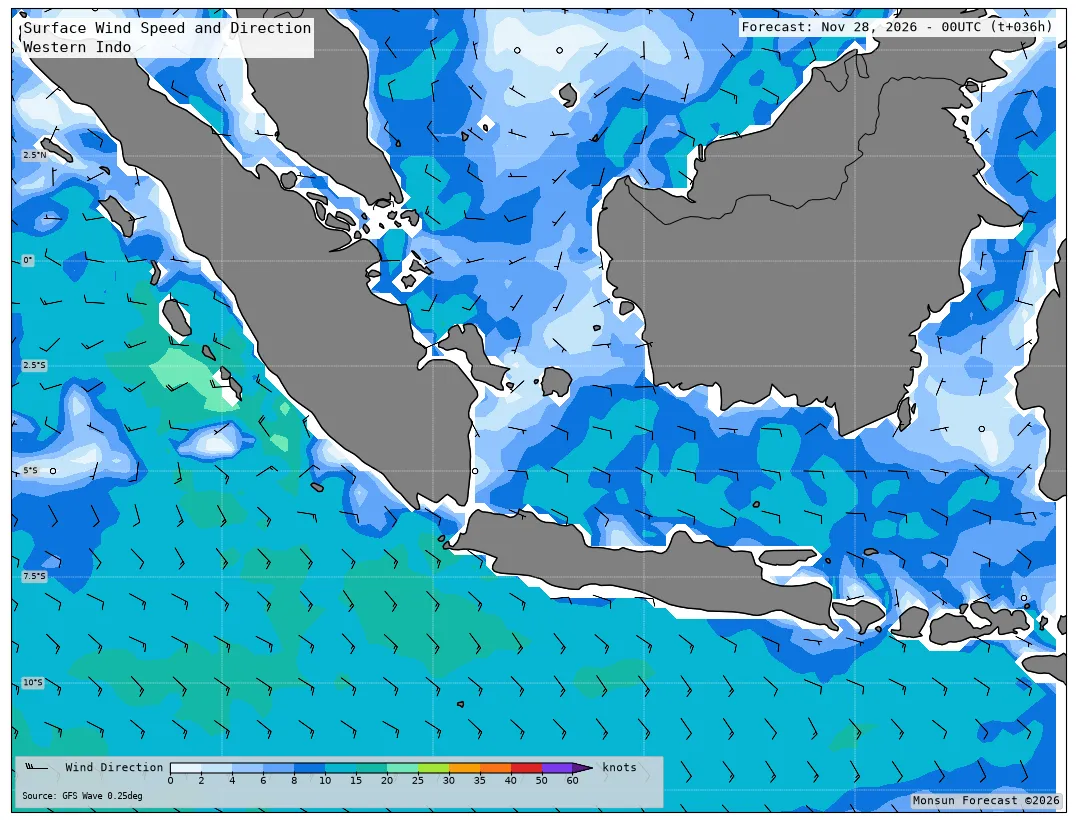 Surface Wind Speed and Direction
Western Indo
Forecast: Nov 28, 2026 - 00UTC (t+036h)
2.5°N
0°
2.5°S
5°S
7.5°S
10°S
Wind Direction
0 2 4 6 8 10 15 20 25 30 35 40 50 60
knots
Source: GFS Wave 0.25deg
Monsun Forecast ©2026